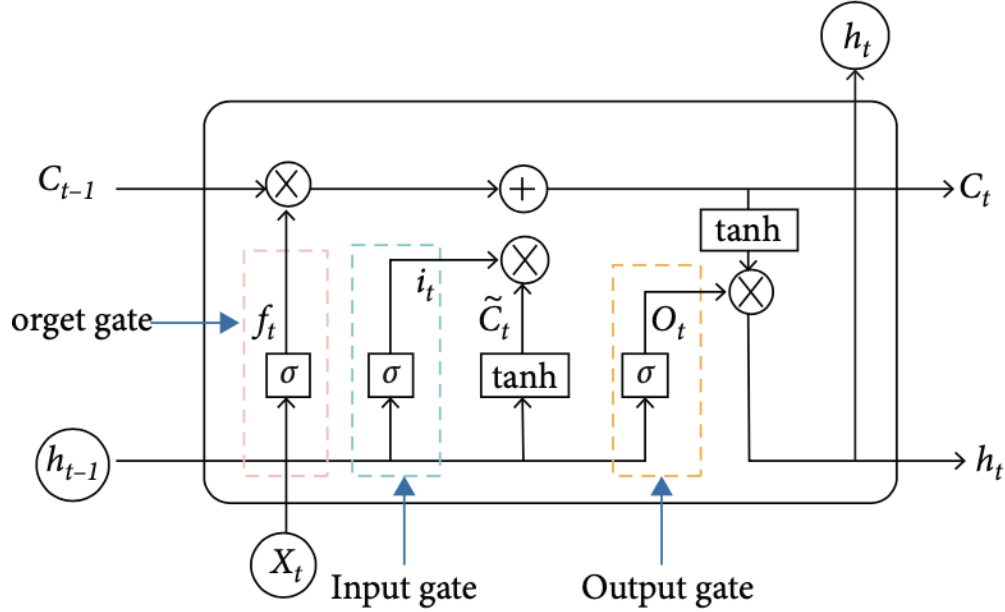 h_t
C_{t-1}
C_t
tanh
i_t
orget gate
f_t
C̃_t
O_t
σ
σ
tanh
σ
h_{t-1}
h_t
X_t
Input gate
Output gate